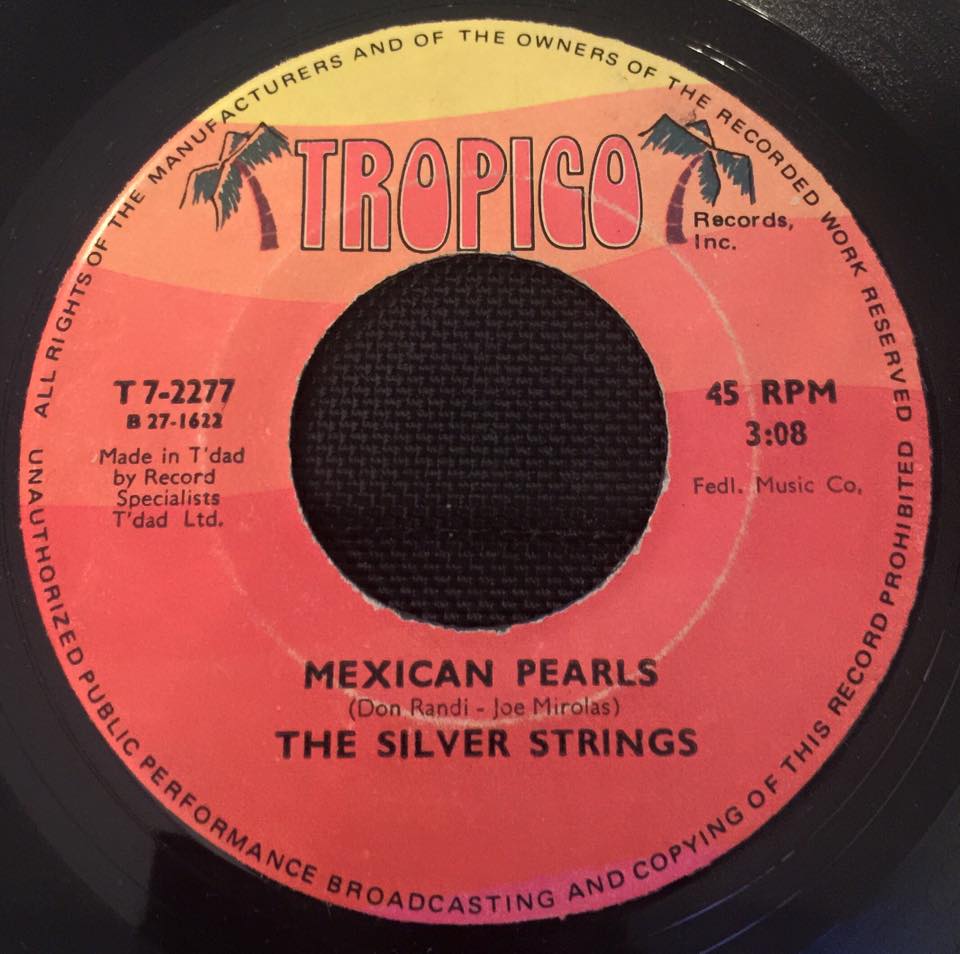 ALL RIGHTS OF THE MANUFACTURERS AND OF THE OWNERS OF THE RECORDED WORK RESERVED
TROPICO
Records,
Inc.
T 7-2277
B 27-1622
Made in T'dad
by Record
Specialists
T'dad Ltd.
45 RPM
3:08
Fedl. Music Co,
MEXICAN PEARLS
(Don Randi - Joe Mirolas)
THE SILVER STRINGS
UNAUTHORIZED PUBLIC PERFORMANCE BROADCASTING AND COPYING OF THIS RECORD PROHIBITED